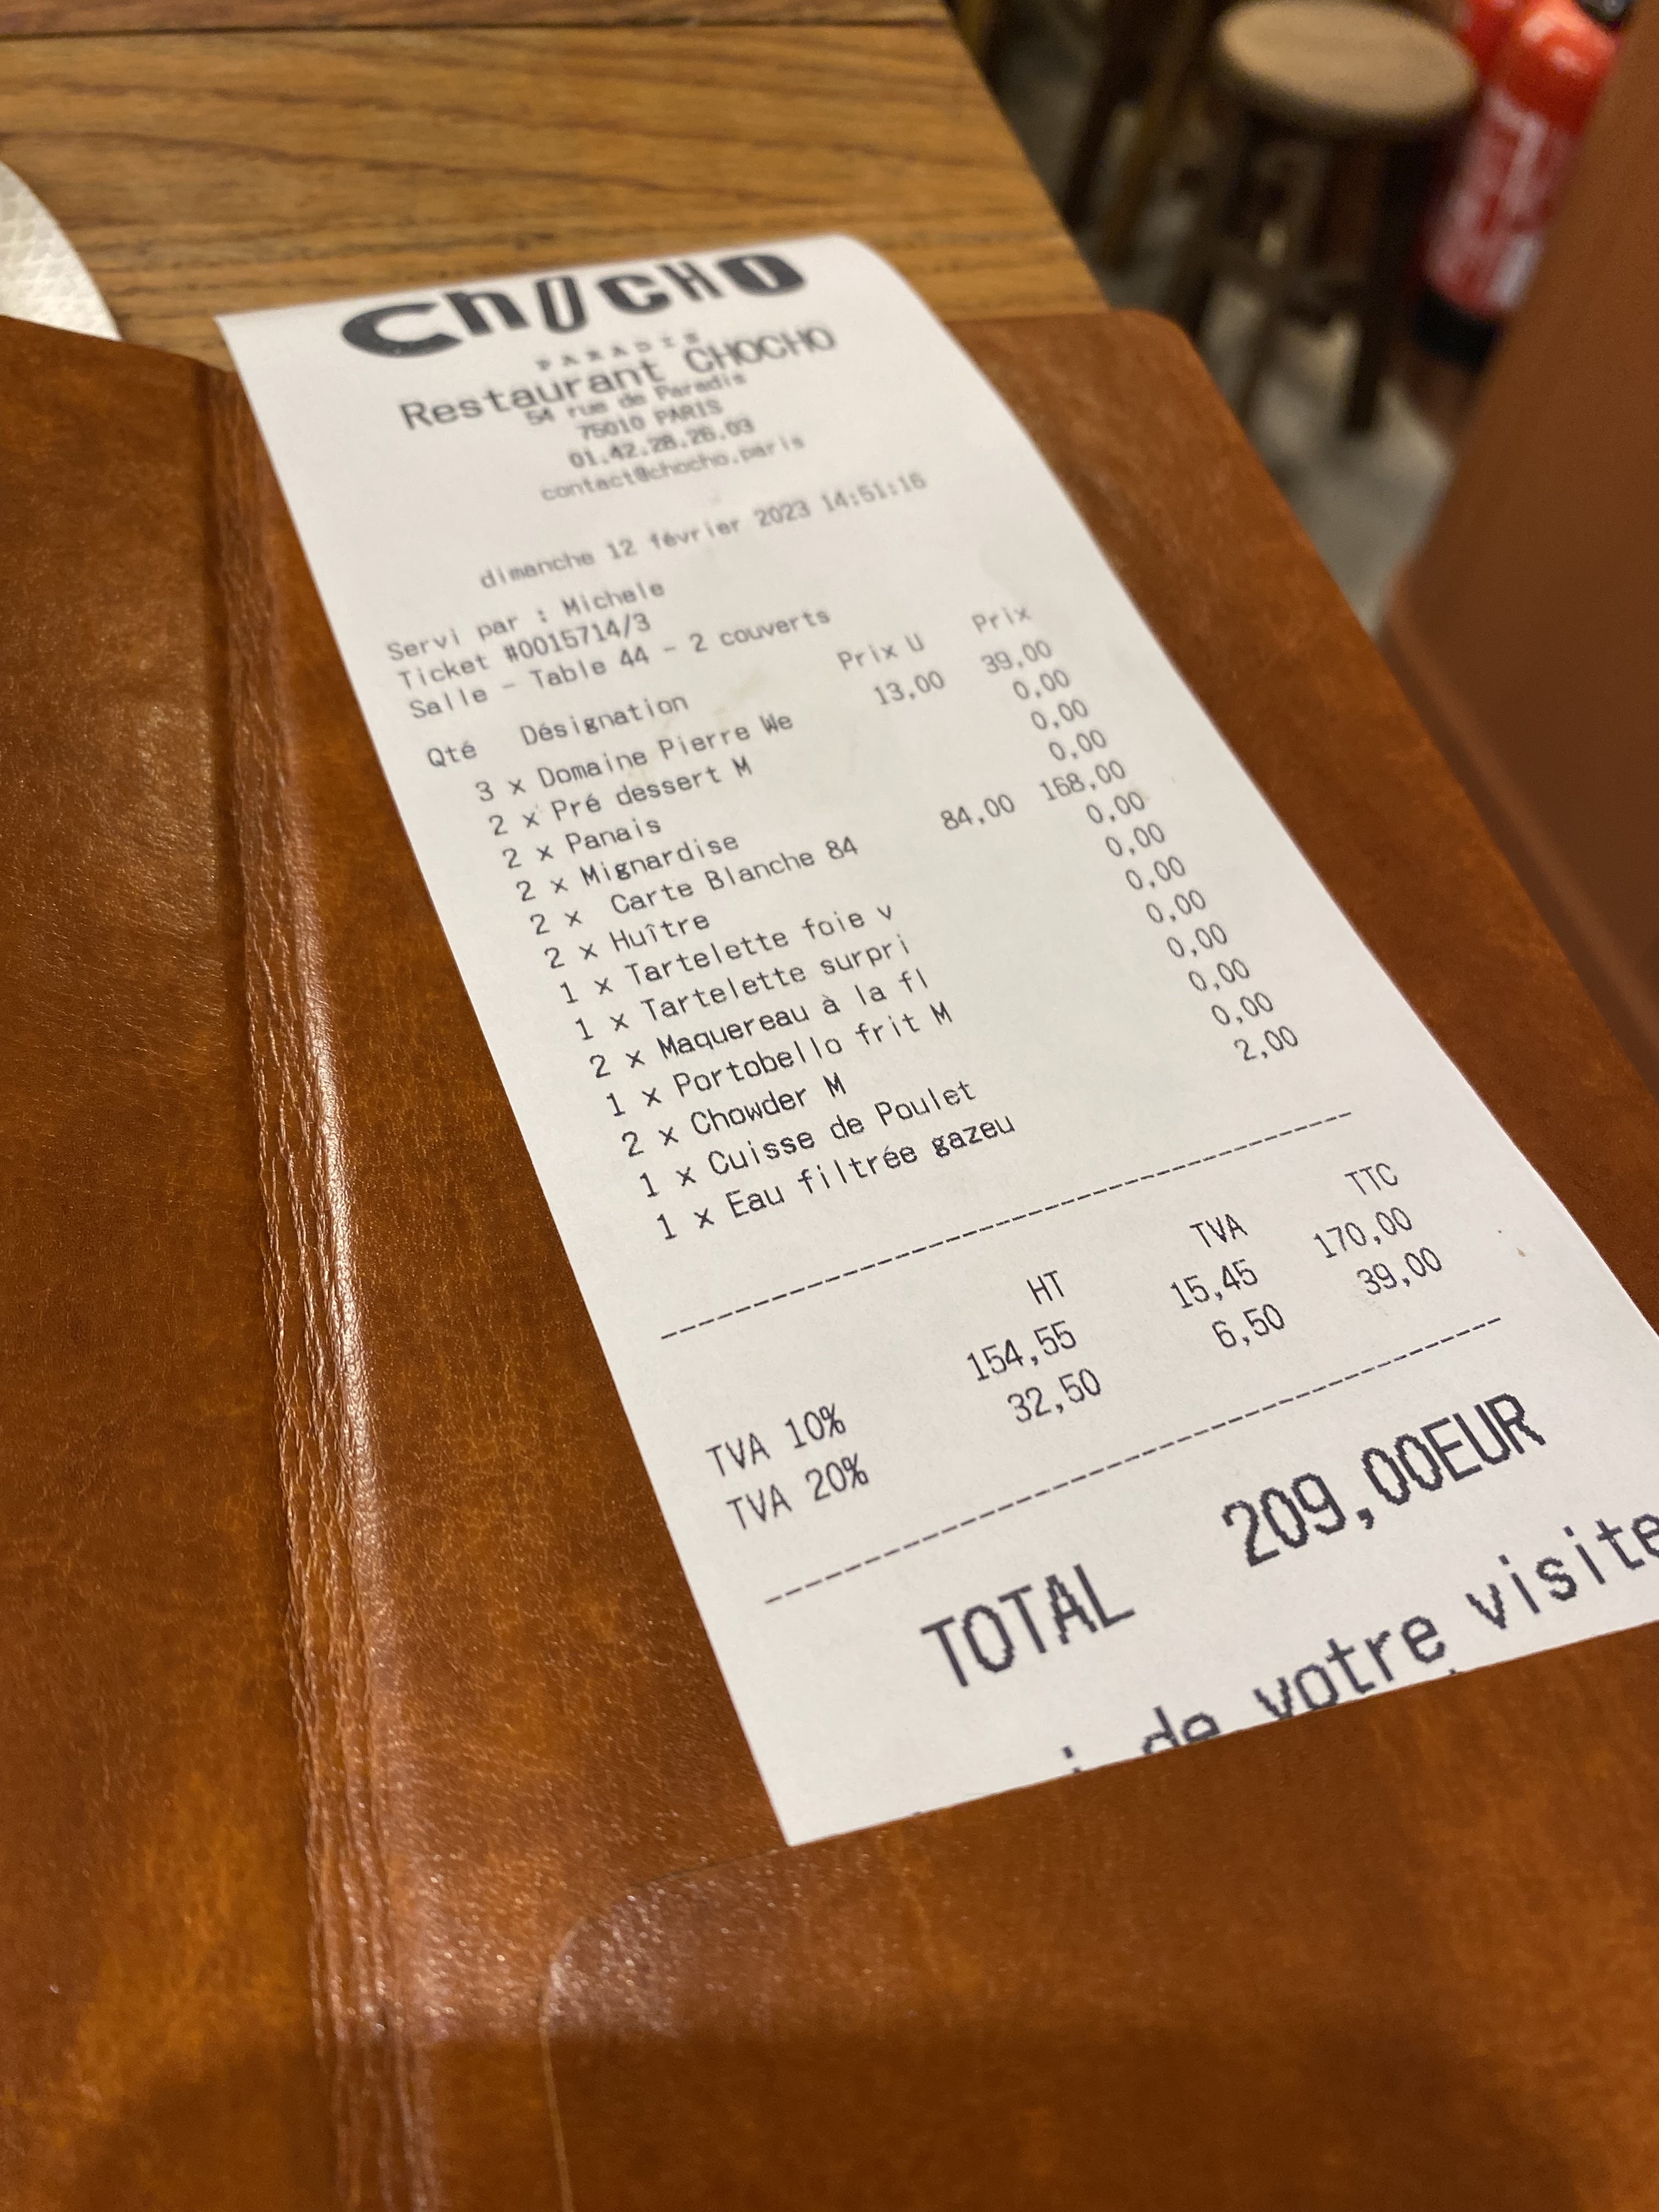 ChOCHO
PARADIS
Restaurant CHOCHO
54 rue de Paradis
75010 PARIS
01.42.28.26.03
contact@chocho.paris
dimanche 12 février 2023 14:51:16
Servi par : Michele
Ticket #0015714/3
Salle - Table 44 - 2 couverts
Qté Désignation Prix U Prix
3 x Domaine Pierre We 13,00 39,00
2 x Pré dessert M 0,00
2 x Panais 0,00
2 x Mignardise 0,00
2 x Carte Blanche 84 84,00 168,00
2 x Huître 0,00
1 x Tartelette foie v 0,00
1 x Tartelette surpri 0,00
2 x Maquereau à la fl 0,00
1 x Portobello frit M 0,00
2 x Chowder M 0,00
1 x Cuisse de Poulet 0,00
1 x Eau filtrée gazeu 2,00
HT TVA TTC
TVA 10% 154,55 15,45 170,00
TVA 20% 32,50 6,50 39,00
TOTAL 209,00EUR
de votre visite